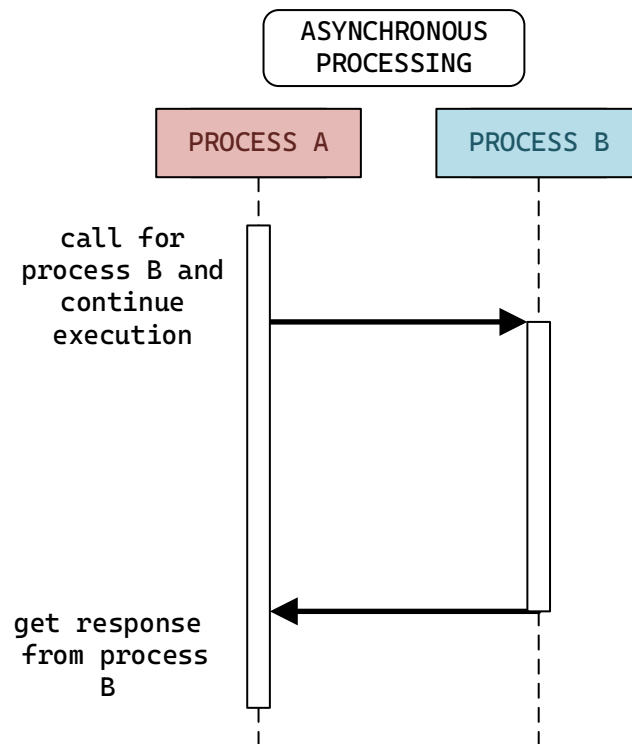 ASYNCHRONOUS
PROCESSING
PROCESS A
PROCESS B
call for
process B and
continue
execution
get response
from process
B